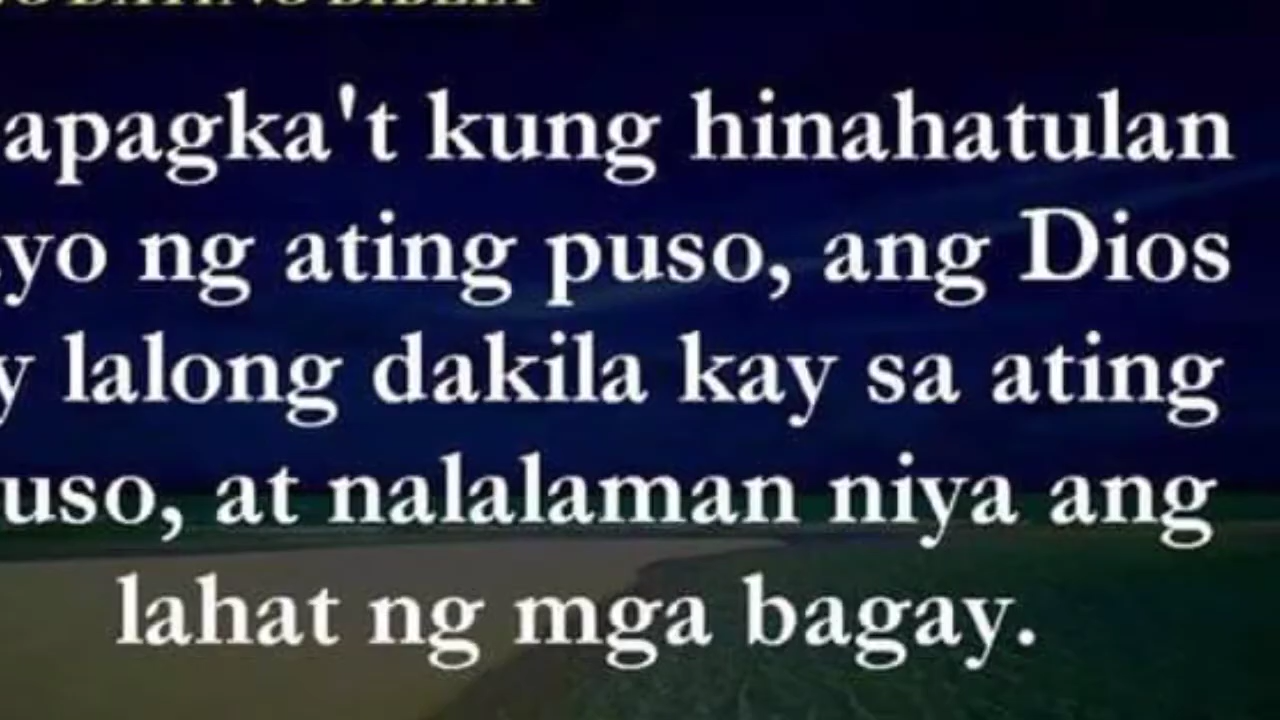 apagka't kung hinahatulan
yo ng ating puso, ang Dios
y lalong dakila kay sa ating
uso, at nalalaman niya ang
lahat ng mga bagay.